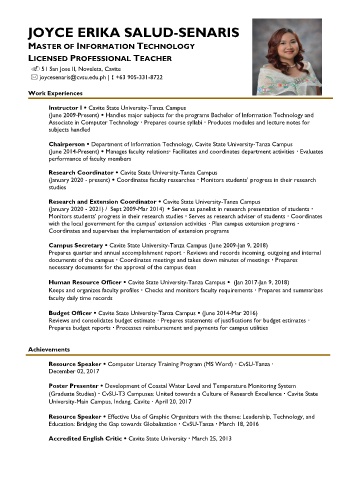 JOYCE ERIKA SALUD-SENARIS
MASTER OF INFORMATION TECHNOLOGY
LICENSED PROFESSIONAL TEACHER
51 San Jose II, Noveleta, Cavite
joycesenaris@cvsu.edu.ph | +63 905-331-8722
Work Experiences
Instructor I • Cavite State University-Tanza Campus
(June 2009-Present) • Handles major subjects for the programs Bachelor of Information Technology and
Associate in Computer Technology · Prepares course syllabi · Produces modules and lecture notes for
subjects handled
Chairperson • Department of Information Technology, Cavite State University-Tanza Campus
(June 2014-Present) • Manages faculty relations· Facilitates and coordinates department activities · Evaluates
performance of faculty members
Research Coordinator • Cavite State University-Tanza Campus
(January 2020 - present) • Coordinates faculty researches · Monitors students' progress in their research
studies
Research and Extension Coordinator • Cavite State University-Tanza Campus
(January 2020 - 2021) / Sept 2009-Mar 2014) • Serves as panelist in research presentation of students ·
Monitors students' progress in their research studies · Serves as research adviser of students · Coordinates
with the local government for the campus' extension activities · Plan campus extension programs ·
Coordinates and supervises the implementation of extension programs
Campus Secretary • Cavite State University-Tanza Campus (June 2009-Jan 9, 2018)
Prepares quarter and annual accomplishment report · Reviews and records incoming, outgoing and internal
documents of the campus · Coordinates meetings and takes down minutes of meetings · Prepares
necessary documents for the approval of the campus dean
Human Resource Officer • Cavite State University-Tanza Campus • (Jan 2017-Jan 9, 2018)
Keeps and organizes faculty profiles · Checks and monitors faculty requirements · Prepares and summarizes
faculty daily time records
Budget Officer • Cavite State University-Tanza Campus • (June 2014-Mar 2016)
Reviews and consolidates budget estimate · Prepares statements of justifications for budget estimates ·
Prepares budget reports · Processes reimbursement and payments for campus utilities
Achievements
Resource Speaker • Computer Literacy Training Program (MS Word) · CvSU-Tanza ·
December 02, 2017
Poster Presenter • Development of Coastal Water Level and Temperature Monitoring System
(Graduate Studies) · CvSU-T3 Campuses: United towards a Culture of Research Excellence · Cavite State
University-Main Campus, Indang, Cavite · April 20, 2017
Resource Speaker • Effective Use of Graphic Organizers with the theme: Leadership, Technology, and
Education: Bridging the Gap towards Globalization · CvSU-Tanza · March 18, 2016
Accredited English Critic • Cavite State University · March 25, 2013